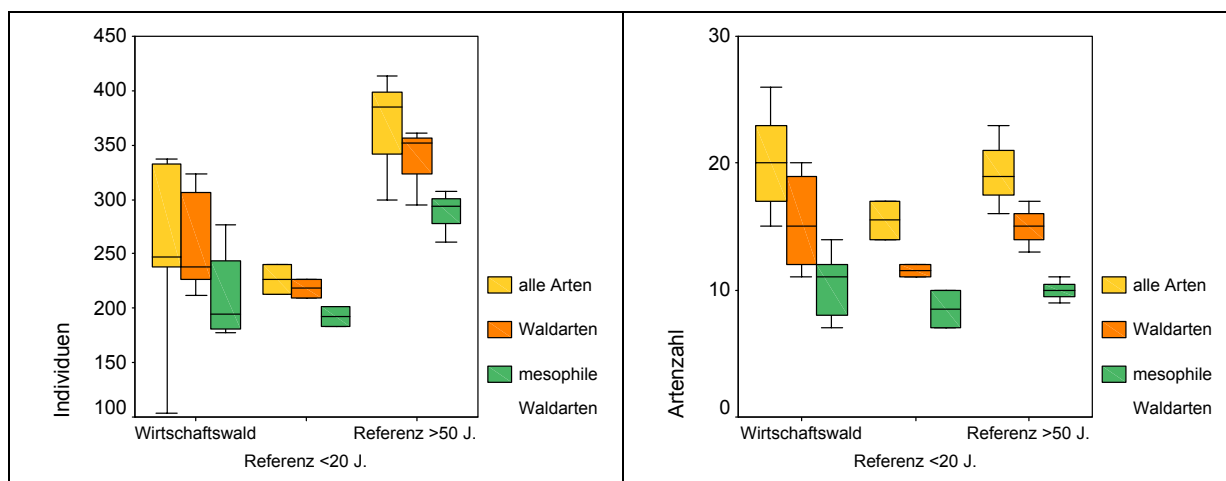 450
400
350
300
250
200
150
100
Individuen
alle Arten
Waldarten
mesophile
Waldarten
Wirtschaftswald
Referenz >50 J.
Referenz <20 J.
30
20
10
0
Artenzahl
alle Arten
Waldarten
mesophile
Waldarten
Wirtschaftswald
Referenz >50 J.
Referenz <20 J.